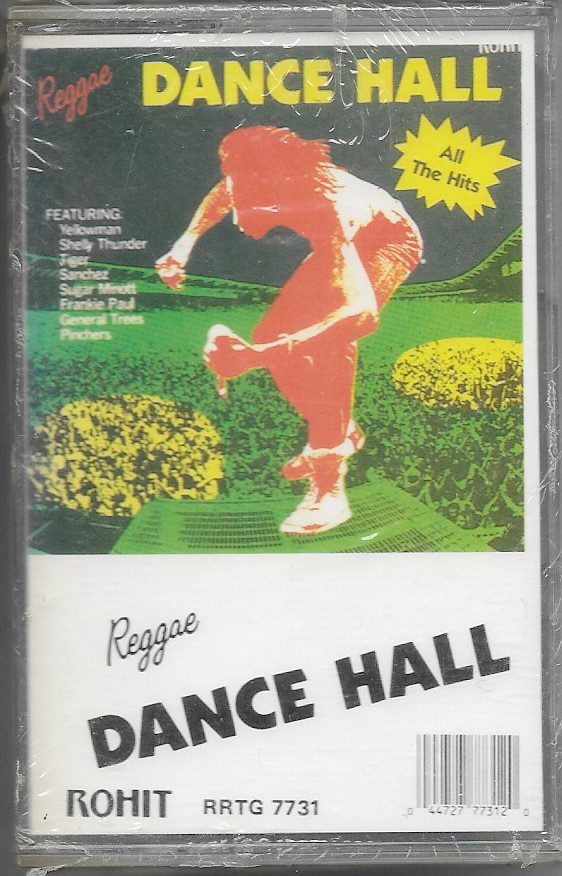 ROHIT
Reggae
DANCE HALL
All
The Hits
FEATURING:
Yellowman
Shelly Thunder
Tiger
Sanchez
Sugar Minott
Frankie Paul
General Trees
Pinchers
Reggae
DANCE HALL
ROHIT
RRTG 7731
0 44727 77312 0